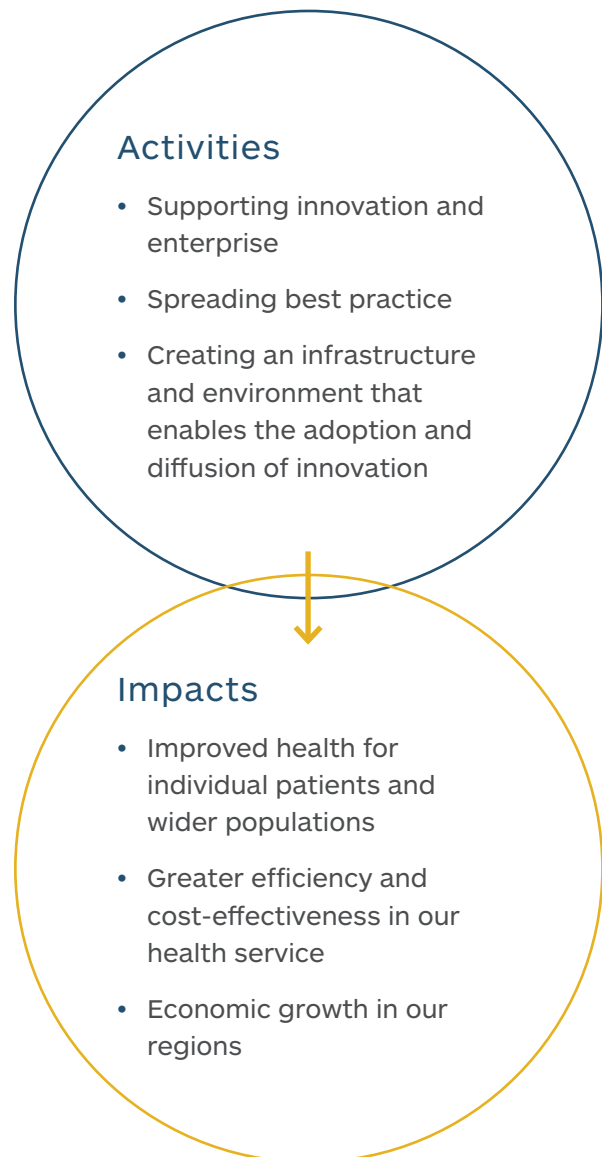 Activities
• Supporting innovation and
enterprise
• Spreading best practice
• Creating an infrastructure
and environment that
enables the adoption and
diffusion of innovation
Impacts
• Improved health for
individual patients and
wider populations
• Greater efficiency and
cost-effectiveness in our
health service
• Economic growth in our
regions